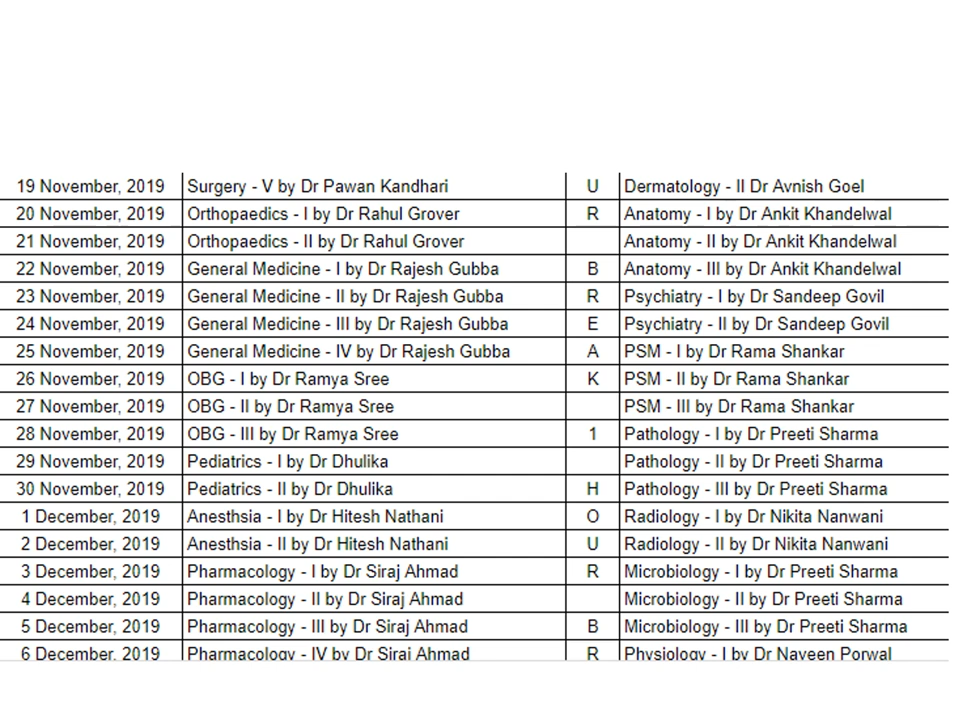 19 November, 2019 Surgery - V by Dr Pawan Kandhari U Dermatology - II Dr Avnish Goel
20 November, 2019 Orthopaedics - I by Dr Rahul Grover R Anatomy - I by Dr Ankit Khandelwal
21 November, 2019 Orthopaedics - II by Dr Rahul Grover Anatomy - II by Dr Ankit Khandelwal
22 November, 2019 General Medicine - I by Dr Rajesh Gubba B Anatomy - III by Dr Ankit Khandelwal
23 November, 2019 General Medicine - II by Dr Rajesh Gubba R Psychiatry - I by Dr Sandeep Govil
24 November, 2019 General Medicine - III by Dr Rajesh Gubba E Psychiatry - II by Dr Sandeep Govil
25 November, 2019 General Medicine - IV by Dr Rajesh Gubba A PSM - I by Dr Rama Shankar
26 November, 2019 OBG - I by Dr Ramya Sree K PSM - II by Dr Rama Shankar
27 November, 2019 OBG - II by Dr Ramya Sree PSM - III by Dr Rama Shankar
28 November, 2019 OBG - III by Dr Ramya Sree 1 Pathology - I by Dr Preeti Sharma
29 November, 2019 Pediatrics - I by Dr Dhulika Pathology - II by Dr Preeti Sharma
30 November, 2019 Pediatrics - II by Dr Dhulika H Pathology - III by Dr Preeti Sharma
1 December, 2019 Anesthsia - I by Dr Hitesh Nathani O Radiology - I by Dr Nikita Nanwani
2 December, 2019 Anesthsia - II by Dr Hitesh Nathani U Radiology - II by Dr Nikita Nanwani
3 December, 2019 Pharmacology - I by Dr Siraj Ahmad R Microbiology - I by Dr Preeti Sharma
4 December, 2019 Pharmacology - II by Dr Siraj Ahmad Microbiology - II by Dr Preeti Sharma
5 December, 2019 Pharmacology - III by Dr Siraj Ahmad B Microbiology - III by Dr Preeti Sharma
6 December, 2019 Pharmacology - IV by Dr Siraj Ahmad R Physiology - I by Dr Naveen Porwal